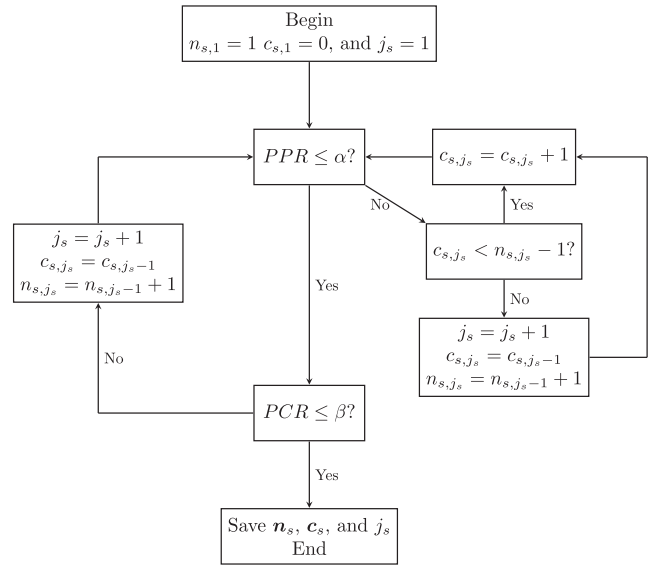 Begin
n_{s,1} = 1 c_{s,1} = 0, and j_s = 1
PPR ≤ α?
c_{s,j_s} = c_{s,j_s} + 1
No
Yes
c_{s,j_s} < n_{s,j_s} − 1?
j_s = j_s + 1
c_{s,j_s} = c_{s,j_s−1}
n_{s,j_s} = n_{s,j_s−1} + 1
Yes
No
j_s = j_s + 1
c_{s,j_s} = c_{s,j_s−1}
n_{s,j_s} = n_{s,j_s−1} + 1
No
PCR ≤ β?
Yes
Save n_s, c_s, and j_s
End